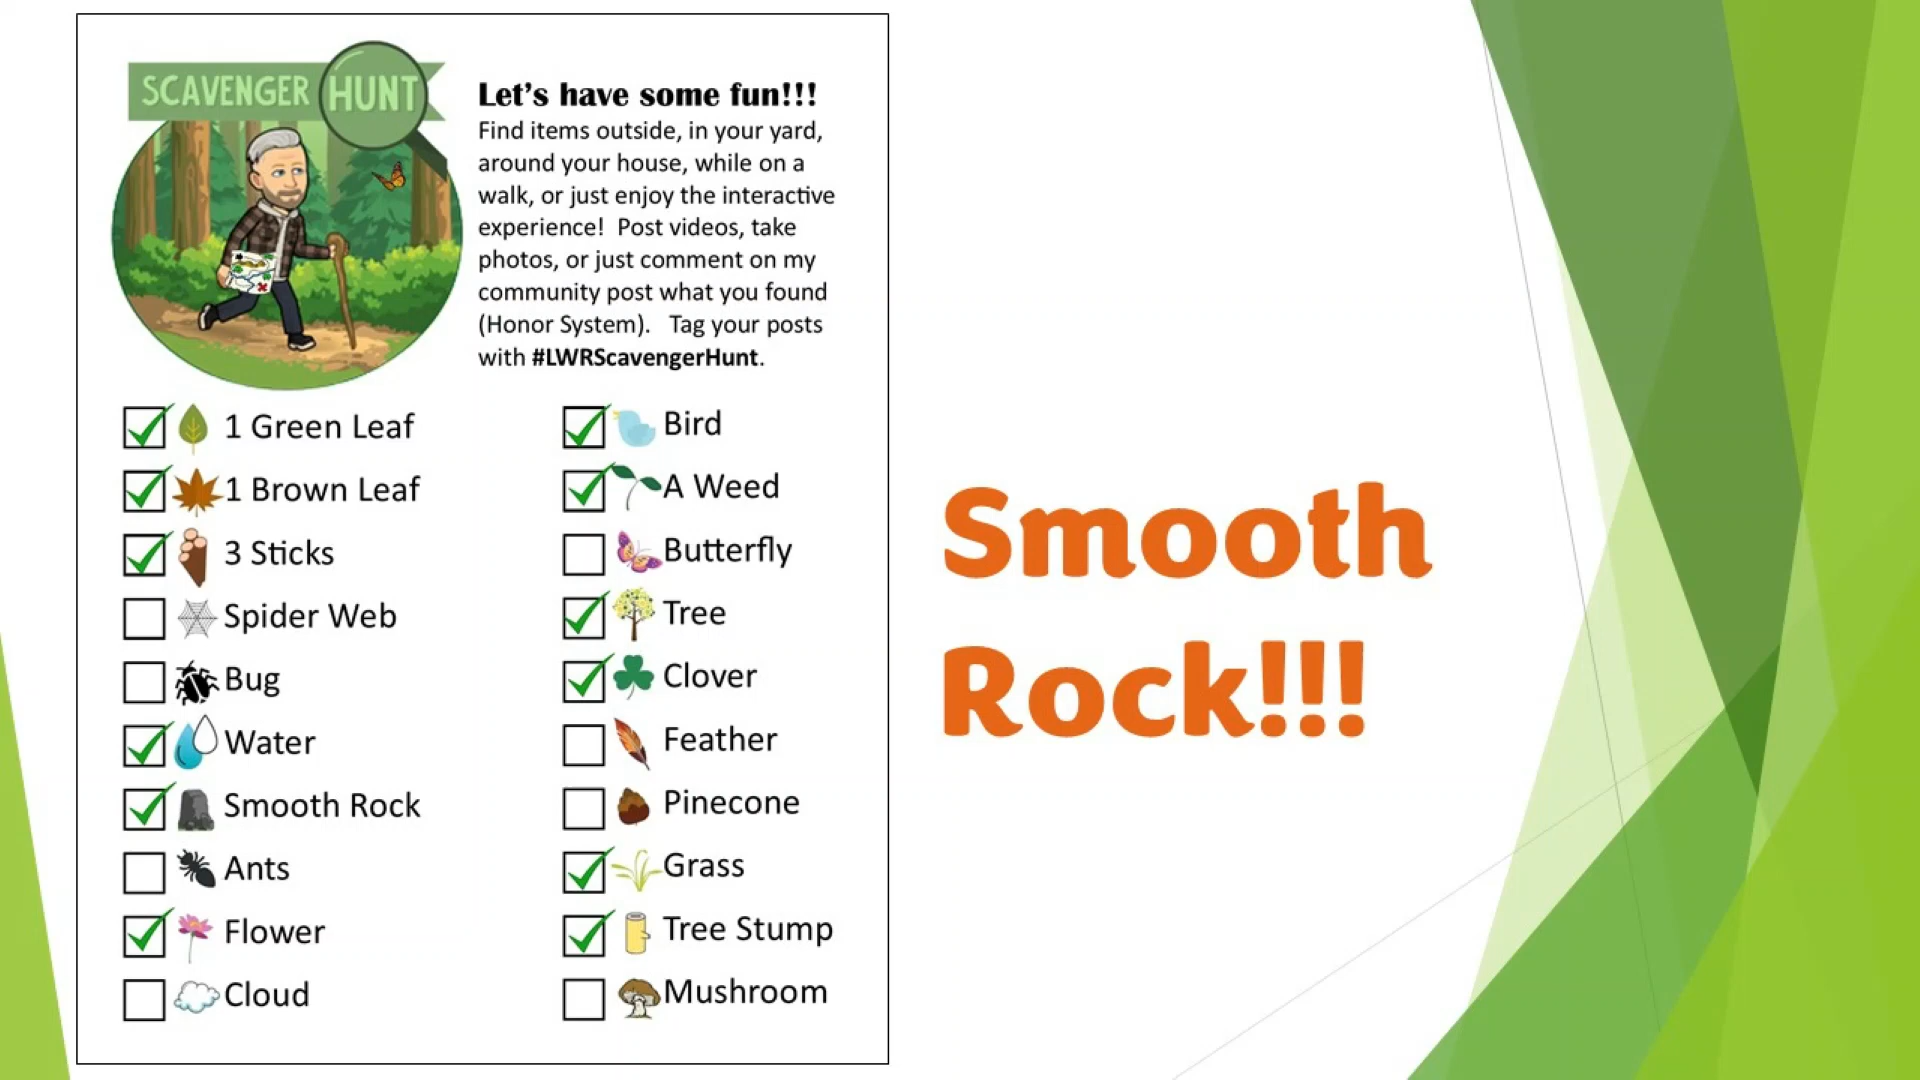 SCAVENGER HUNT
Let's have some fun!!!
Find items outside, in your yard,
around your house, while on a
walk, or just enjoy the interactive
experience!  Post videos, take
photos, or just comment on my
community post what you found
(Honor System).   Tag your posts
with #LWRScavengerHunt.
1 Green Leaf
1 Brown Leaf
3 Sticks
Spider Web
Bug
Water
Smooth Rock
Ants
Flower
Cloud
Bird
A Weed
Butterfly
Tree
Clover
Feather
Pinecone
Grass
Tree Stump
Mushroom
Smooth
Rock!!!